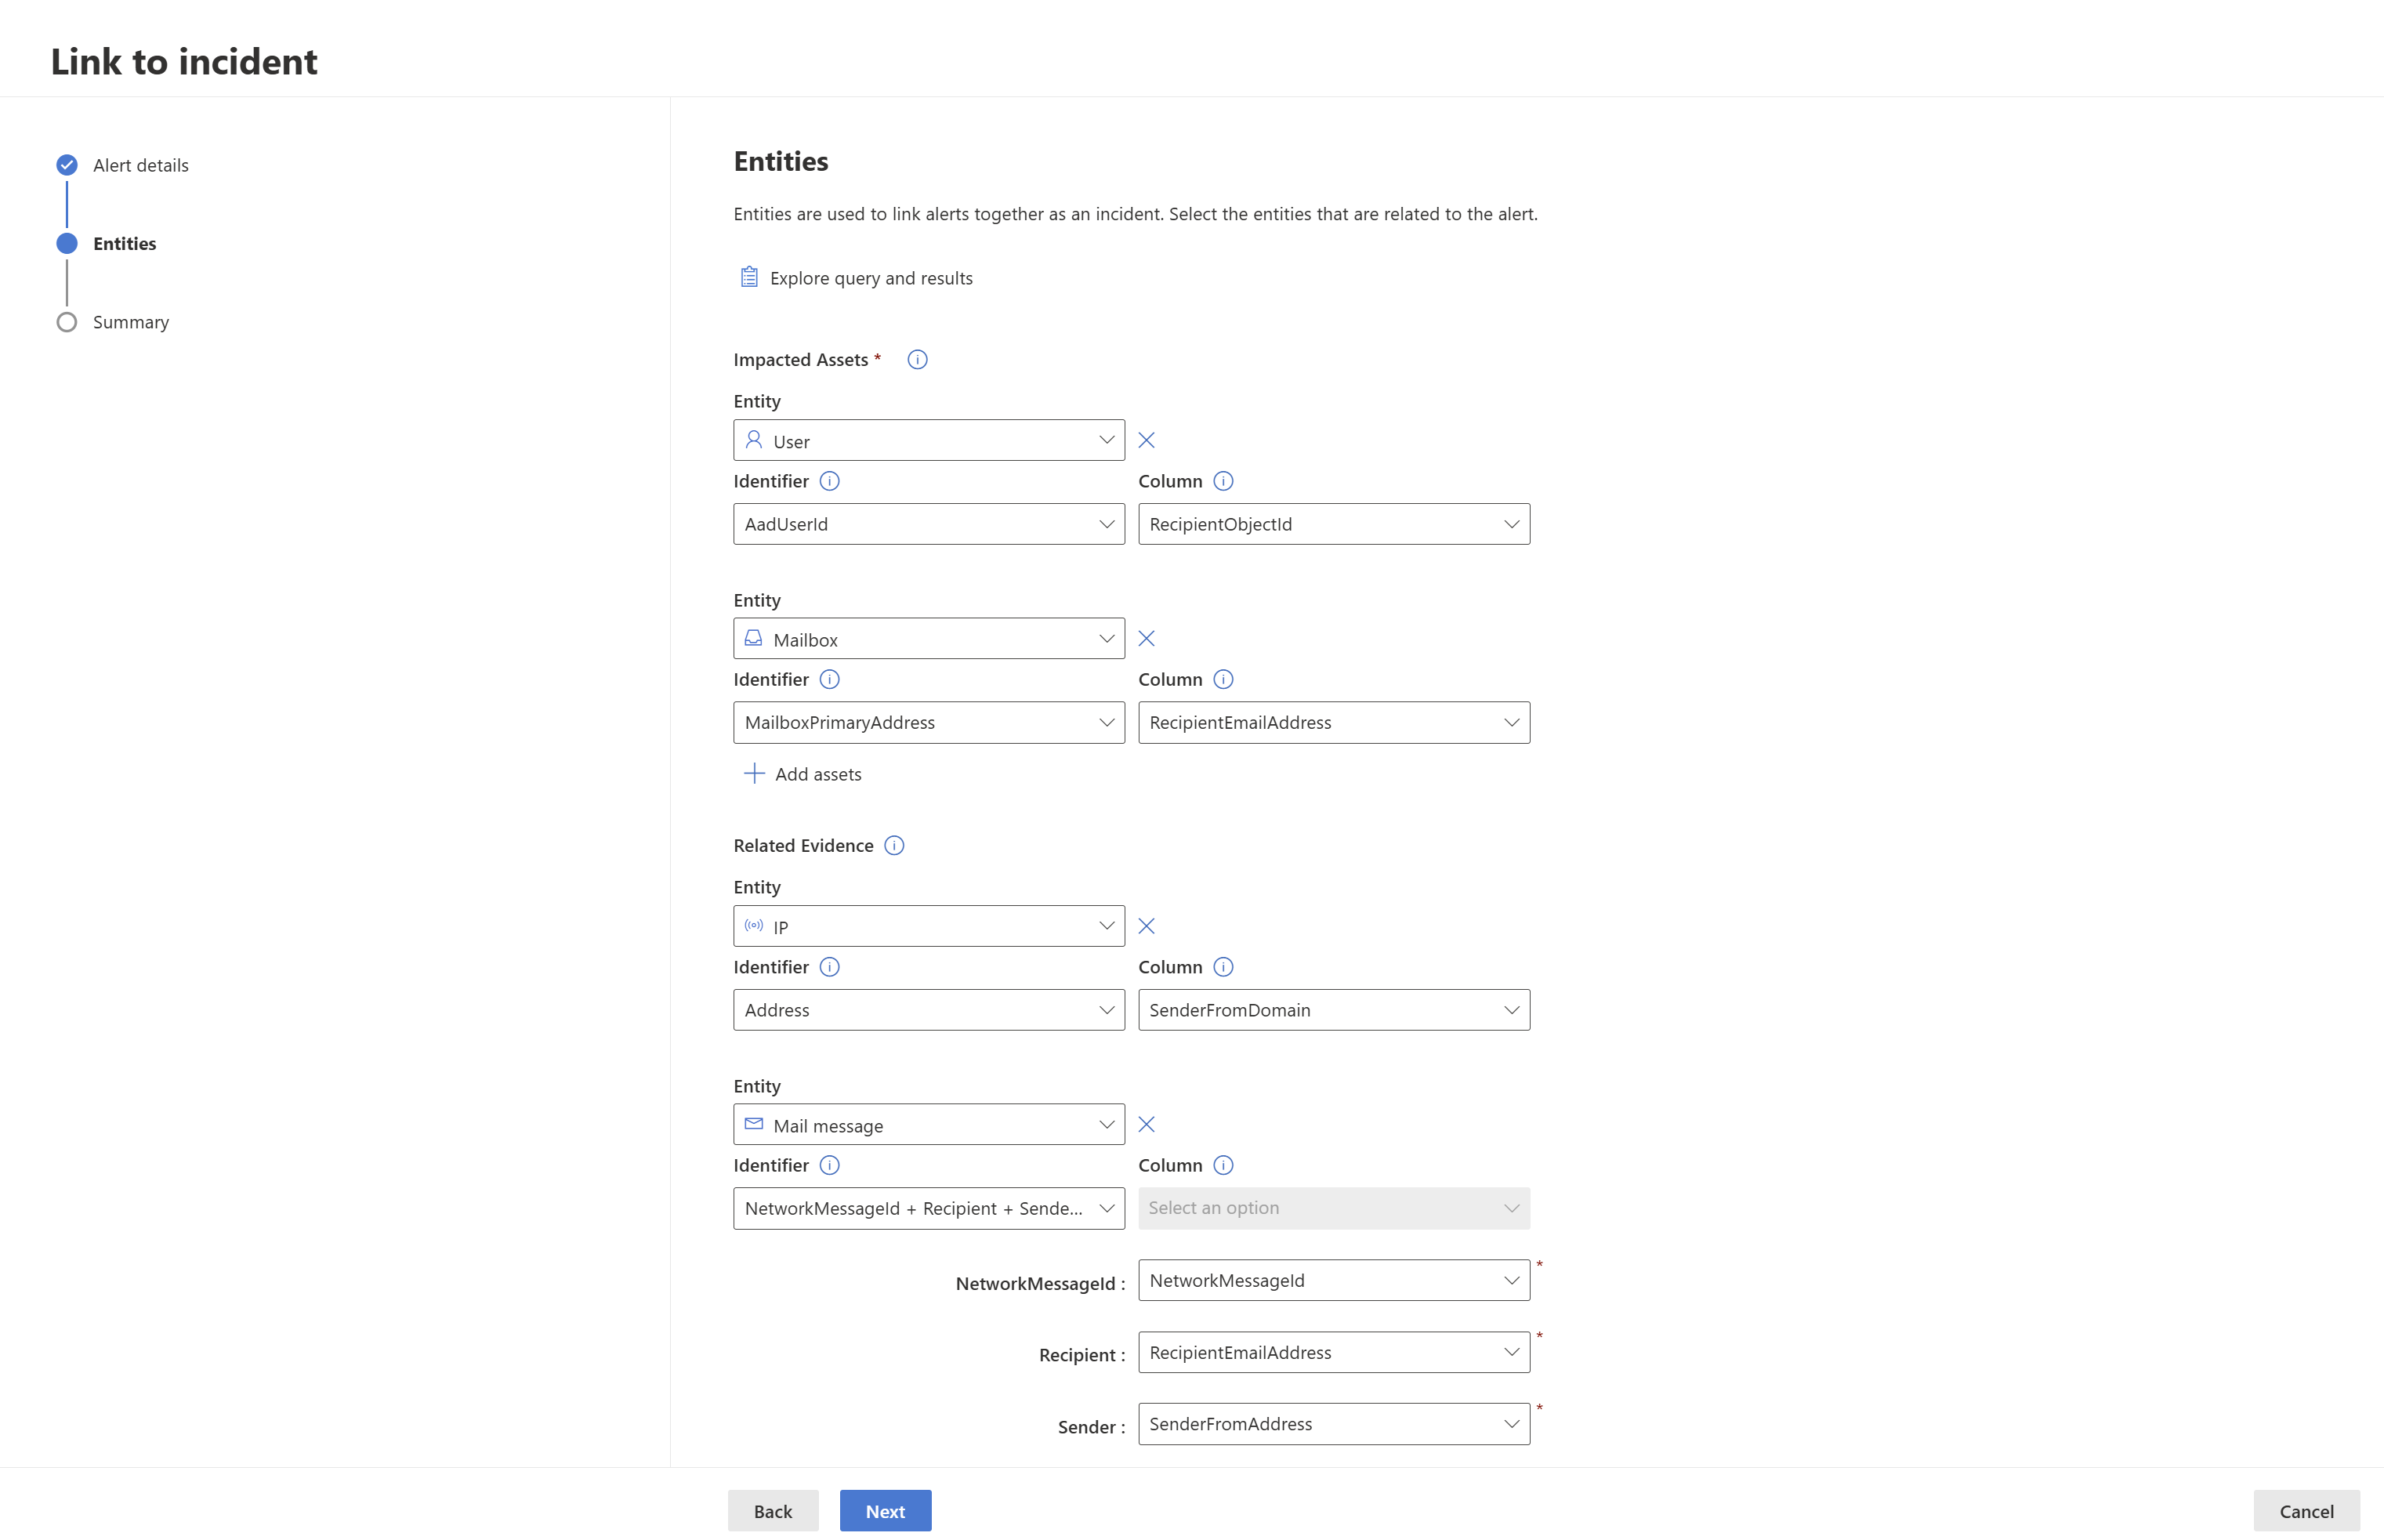 Link to incident
Alert details
Entities
Summary
Entities
Entities are used to link alerts together as an incident. Select the entities that are related to the alert.
Explore query and results
Impacted Assets *
Entity
User
Identifier Column
AadUserId RecipientObjectId
Entity
Mailbox
Identifier Column
MailboxPrimaryAddress RecipientEmailAddress
Add assets
Related Evidence
Entity
IP
Identifier Column
Address SenderFromDomain
Entity
Mail message
Identifier Column
NetworkMessageId + Recipient + Sende... Select an option
NetworkMessageId : NetworkMessageId *
Recipient : RecipientEmailAddress *
Sender : SenderFromAddress *
Back Next Cancel